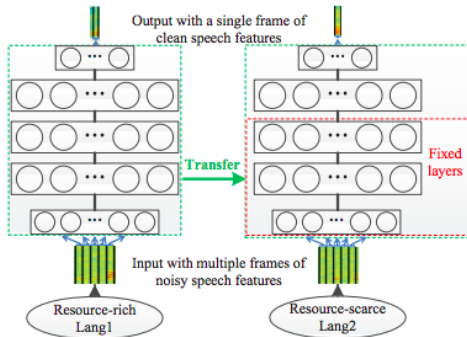 Output with a single frame of
clean speech features
Transfer
Fixed
layers
Input with multiple frames of
noisy speech features
Resource-rich
Lang1
Resource-scarce
Lang2